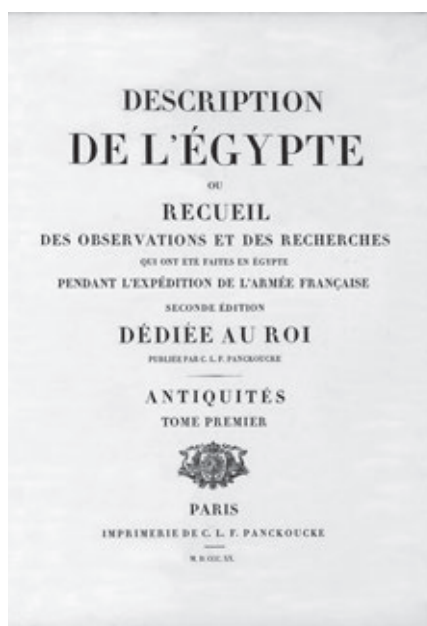 DESCRIPTION
DE L'ÉGYPTE
OU
RECUEIL
DES OBSERVATIONS ET DES RECHERCHES
QUI ONT ÉTÉ FAITES EN ÉGYPTE
PENDANT L'EXPÉDITION DE L'ARMÉE FRANÇAISE
SECONDE ÉDITION
DÉDIÉE AU ROI
PUBLIÉE PAR C. L. F. PANCKOUCKE
ANTIQUITÉS
TOME PREMIER
PARIS
IMPRIMERIE DE C. L. F. PANCKOUCKE
M. D. CCC. XX.